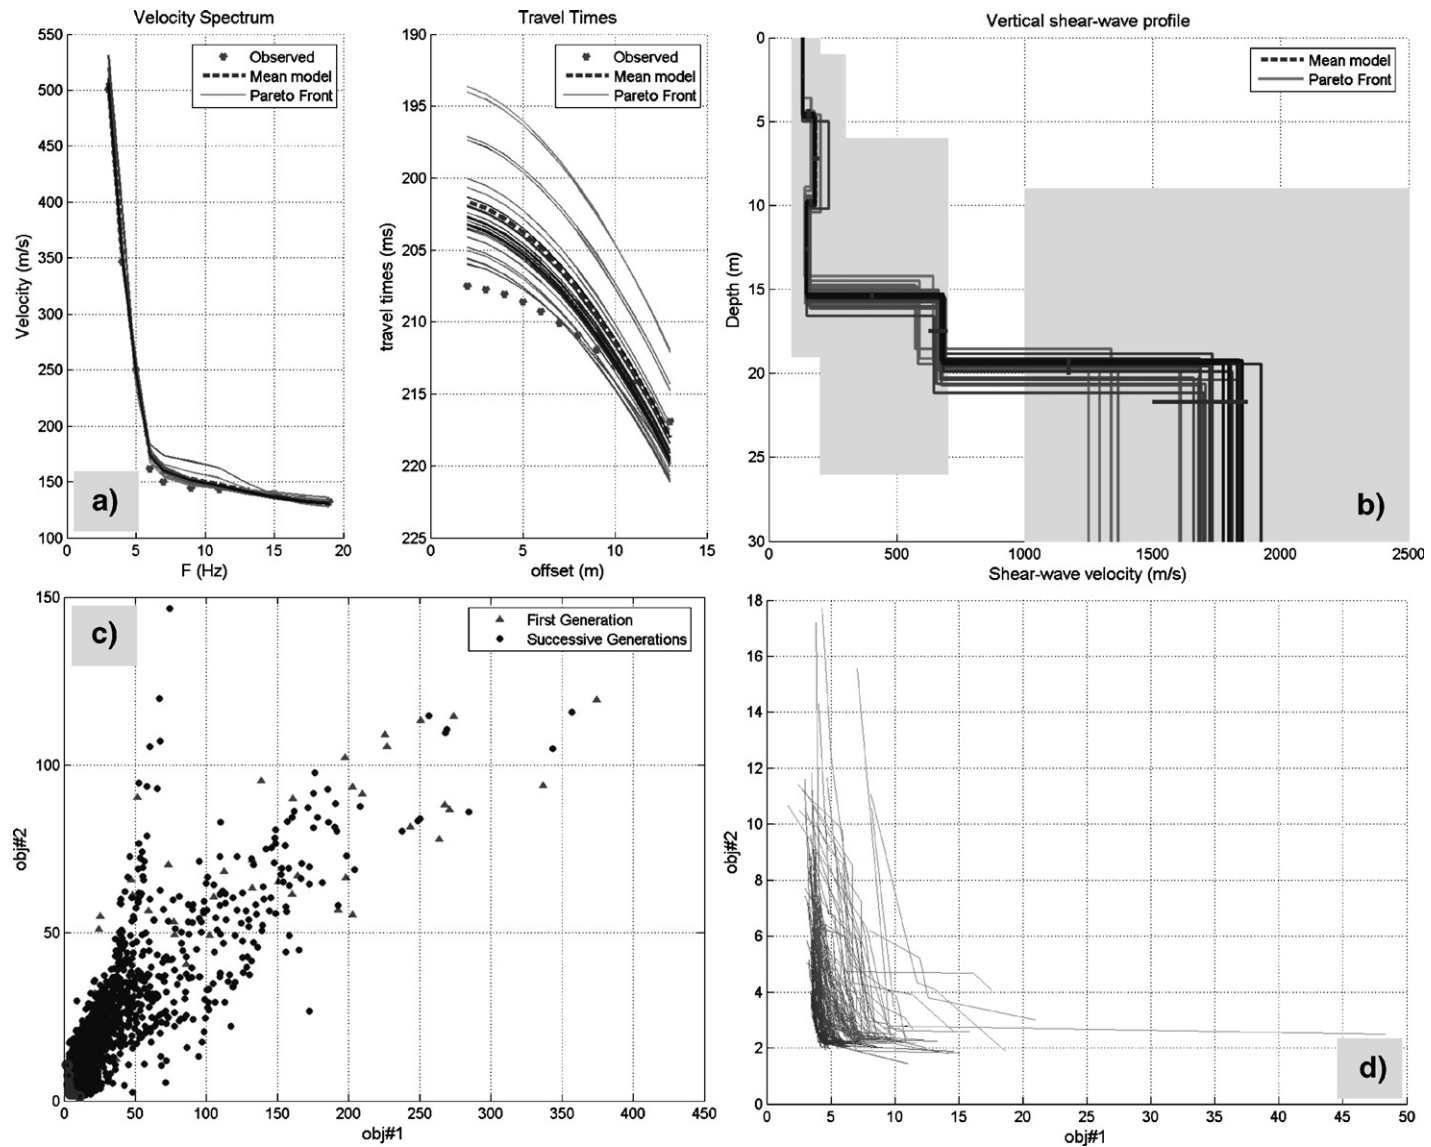 Velocity Spectrum
Observed
Mean model
Pareto Front
550
500
450
400
350
300
250
200
150
100
Velocity (m/s)
0 5 10 15 20
F (Hz)
a)
Travel Times
Observed
Mean model
Pareto Front
190
195
200
205
210
215
220
225
travel times (ms)
0 5 10 15
offset (m)
Vertical shear-wave profile
Mean model
Pareto Front
0
5
10
15
20
25
30
Depth (m)
0 500 1000 1500 2000 2500
Shear-wave velocity (m/s)
b)
c)
First Generation
Successive Generations
150
100
50
0
obj#2
0 50 100 150 200 250 300 350 400 450
obj#1
18
16
14
12
10
8
6
4
2
0
obj#2
0 5 10 15 20 25 30 35 40 45 50
obj#1
d)